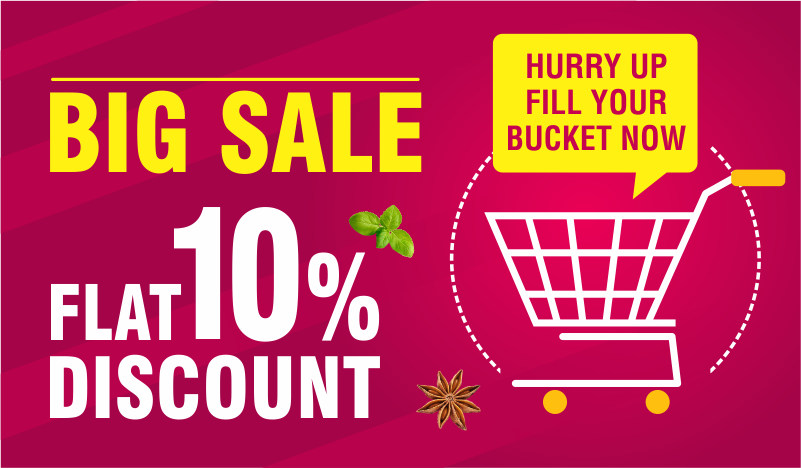 BIG SALE
FLAT 10%
DISCOUNT
HURRY UP
FILL YOUR
BUCKET NOW